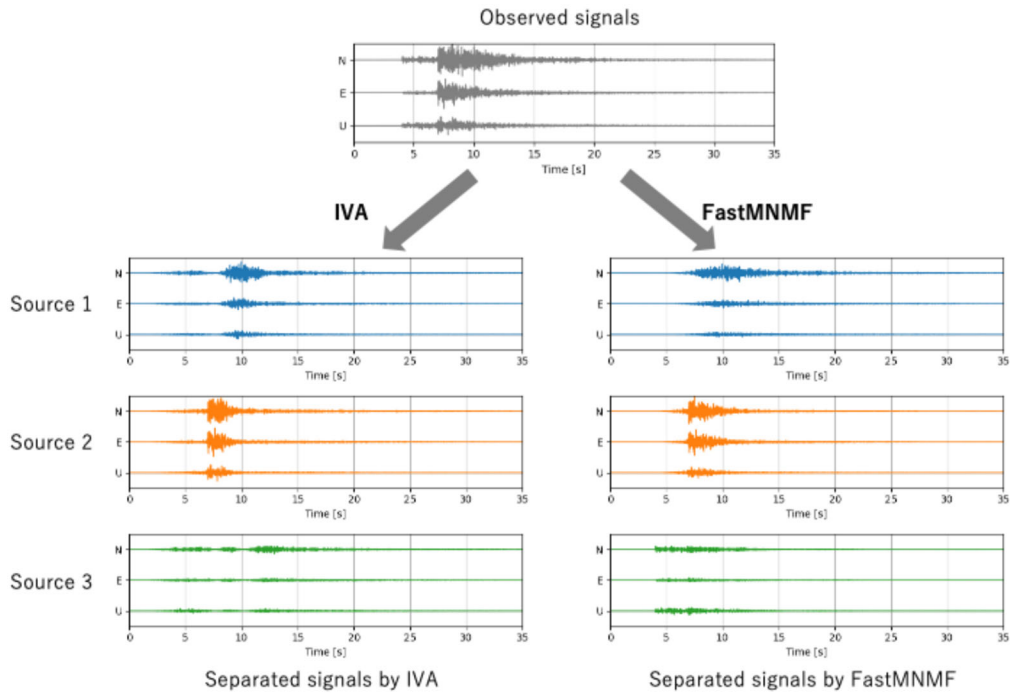 Observed signals
N
E
U
0 5 10 15 20 25 30 35
Time [s]
IVA
FastMNMF
Source 1
N
E
U
0 5 10 15 20 25 30 35
Time [s]
N
E
U
0 5 10 15 20 25 30 35
Time [s]
Source 2
N
E
U
0 5 10 15 20 25 30 35
Time [s]
N
E
U
0 5 10 15 20 25 30 35
Time [s]
Source 3
N
E
U
0 5 10 15 20 25 30 35
Time [s]
N
E
U
0 5 10 15 20 25 30 35
Time [s]
Separated signals by IVA
Separated signals by FastMNMF